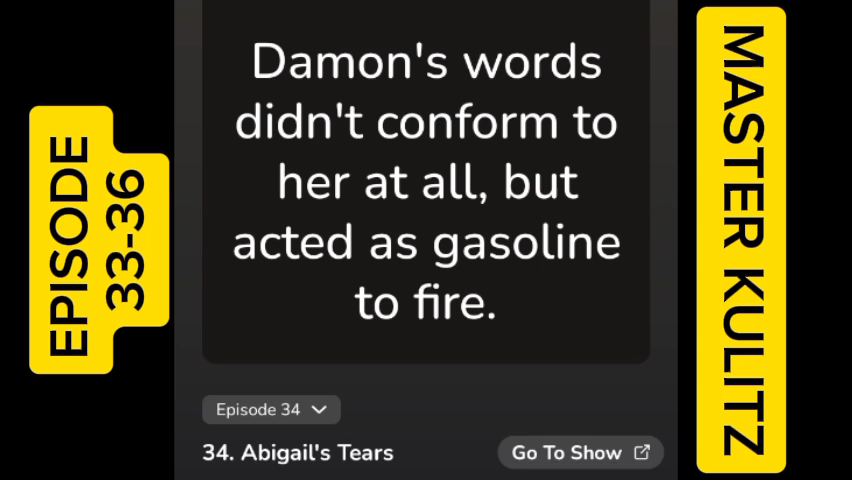 EPISODE
33-36
Damon's words
didn't conform to
her at all, but
acted as gasoline
to fire.
Episode 34
34. Abigail's Tears
Go To Show
MASTER KULITZ